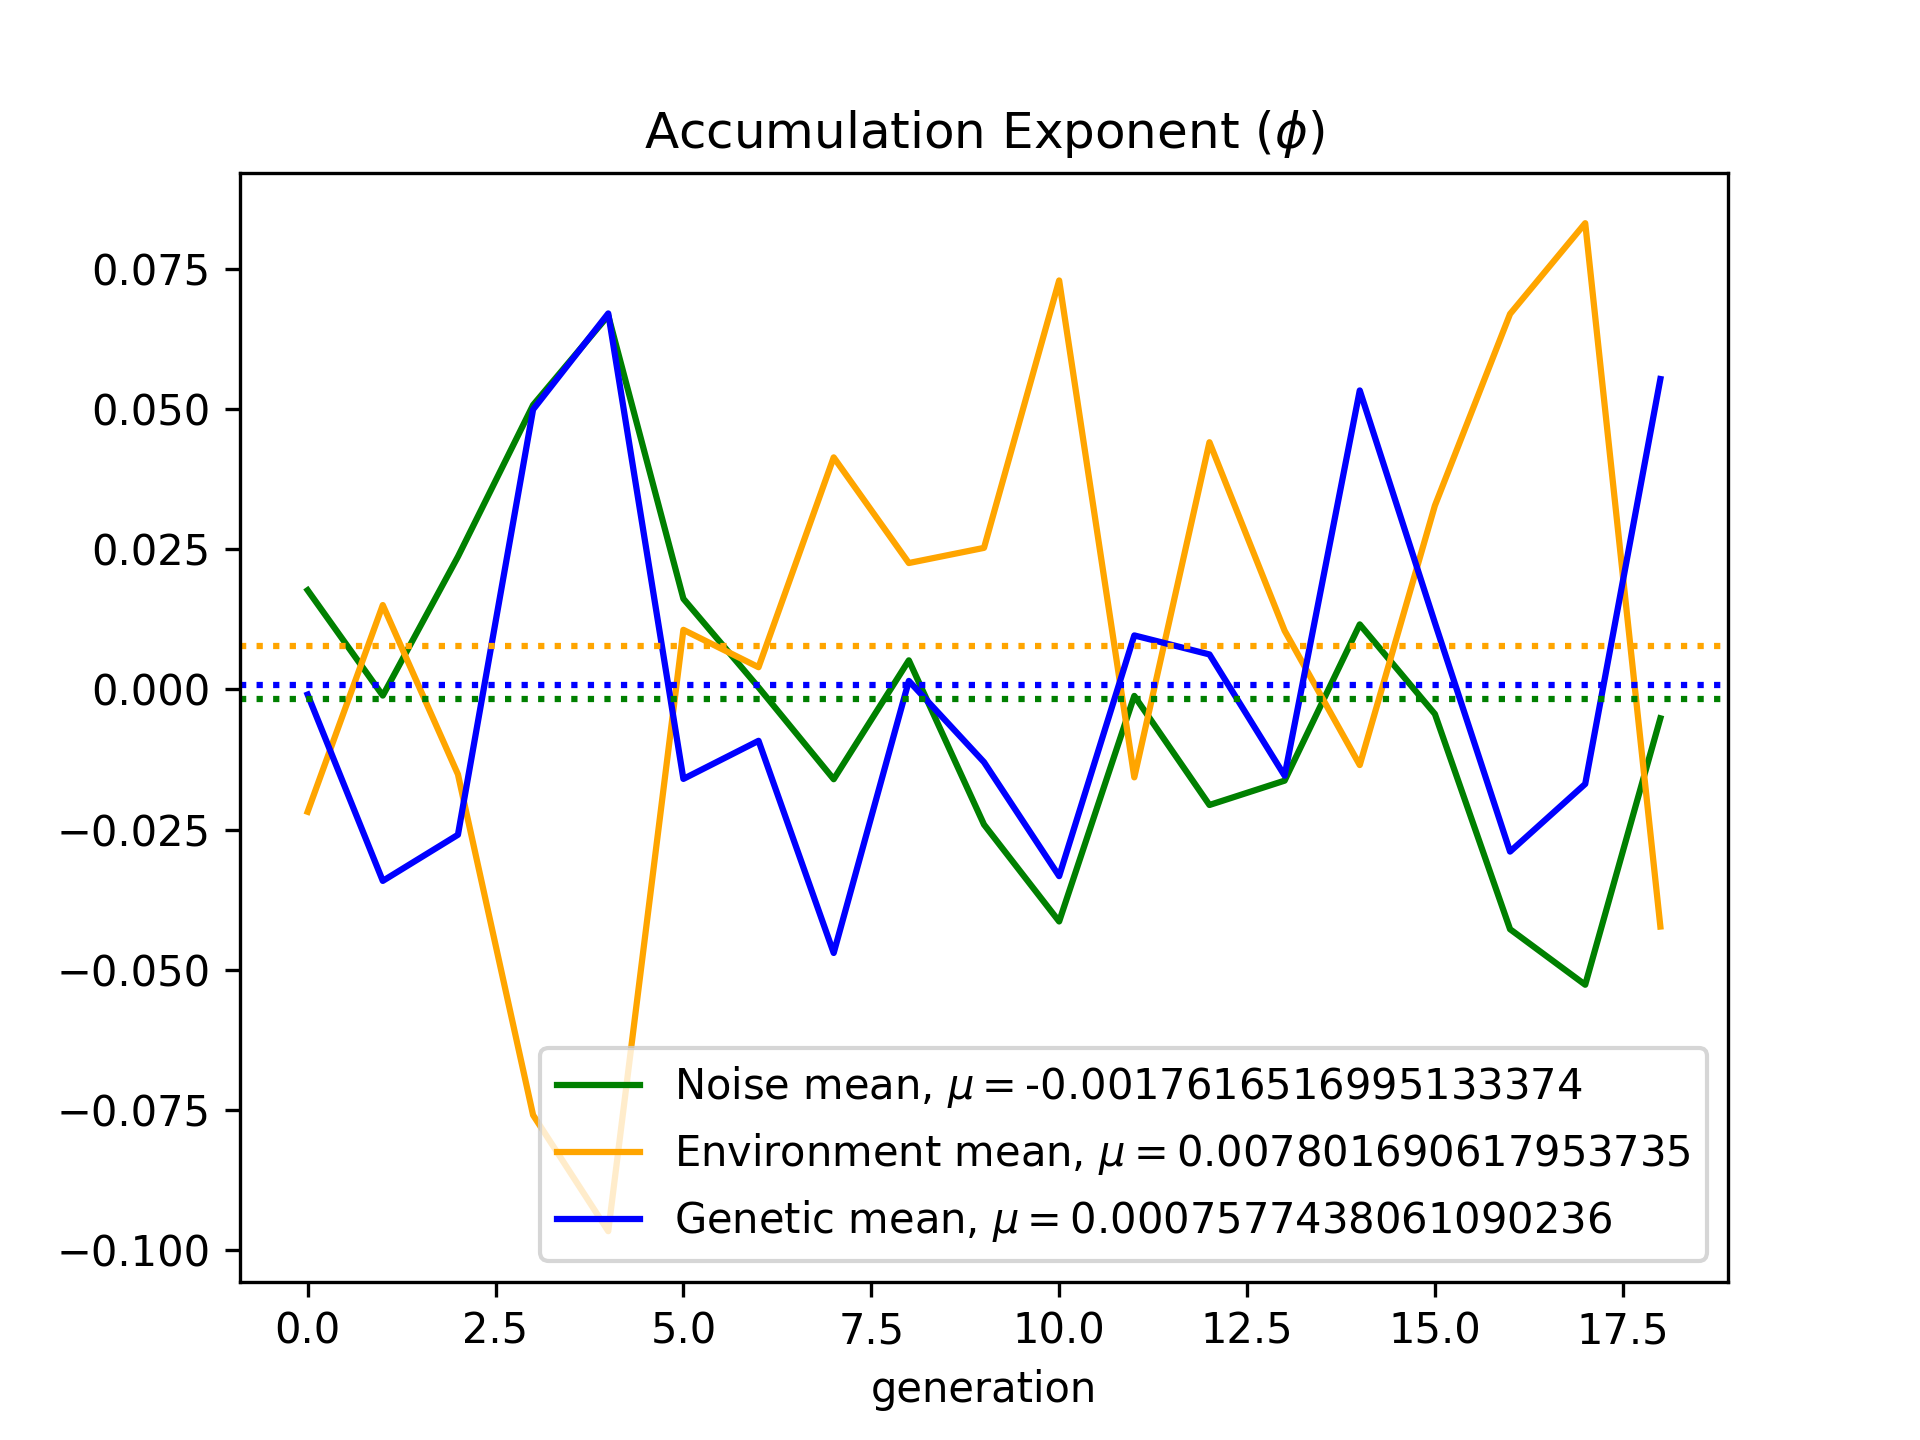 Accumulation Exponent (ϕ)
0.075
0.050
0.025
0.000
−0.025
−0.050
−0.075
−0.100
Noise mean, μ = -0.0017616516995133374
Environment mean, μ = 0.007801690617953735
Genetic mean, μ = 0.0007577438061090236
0.0 2.5 5.0 7.5 10.0 12.5 15.0 17.5
generation